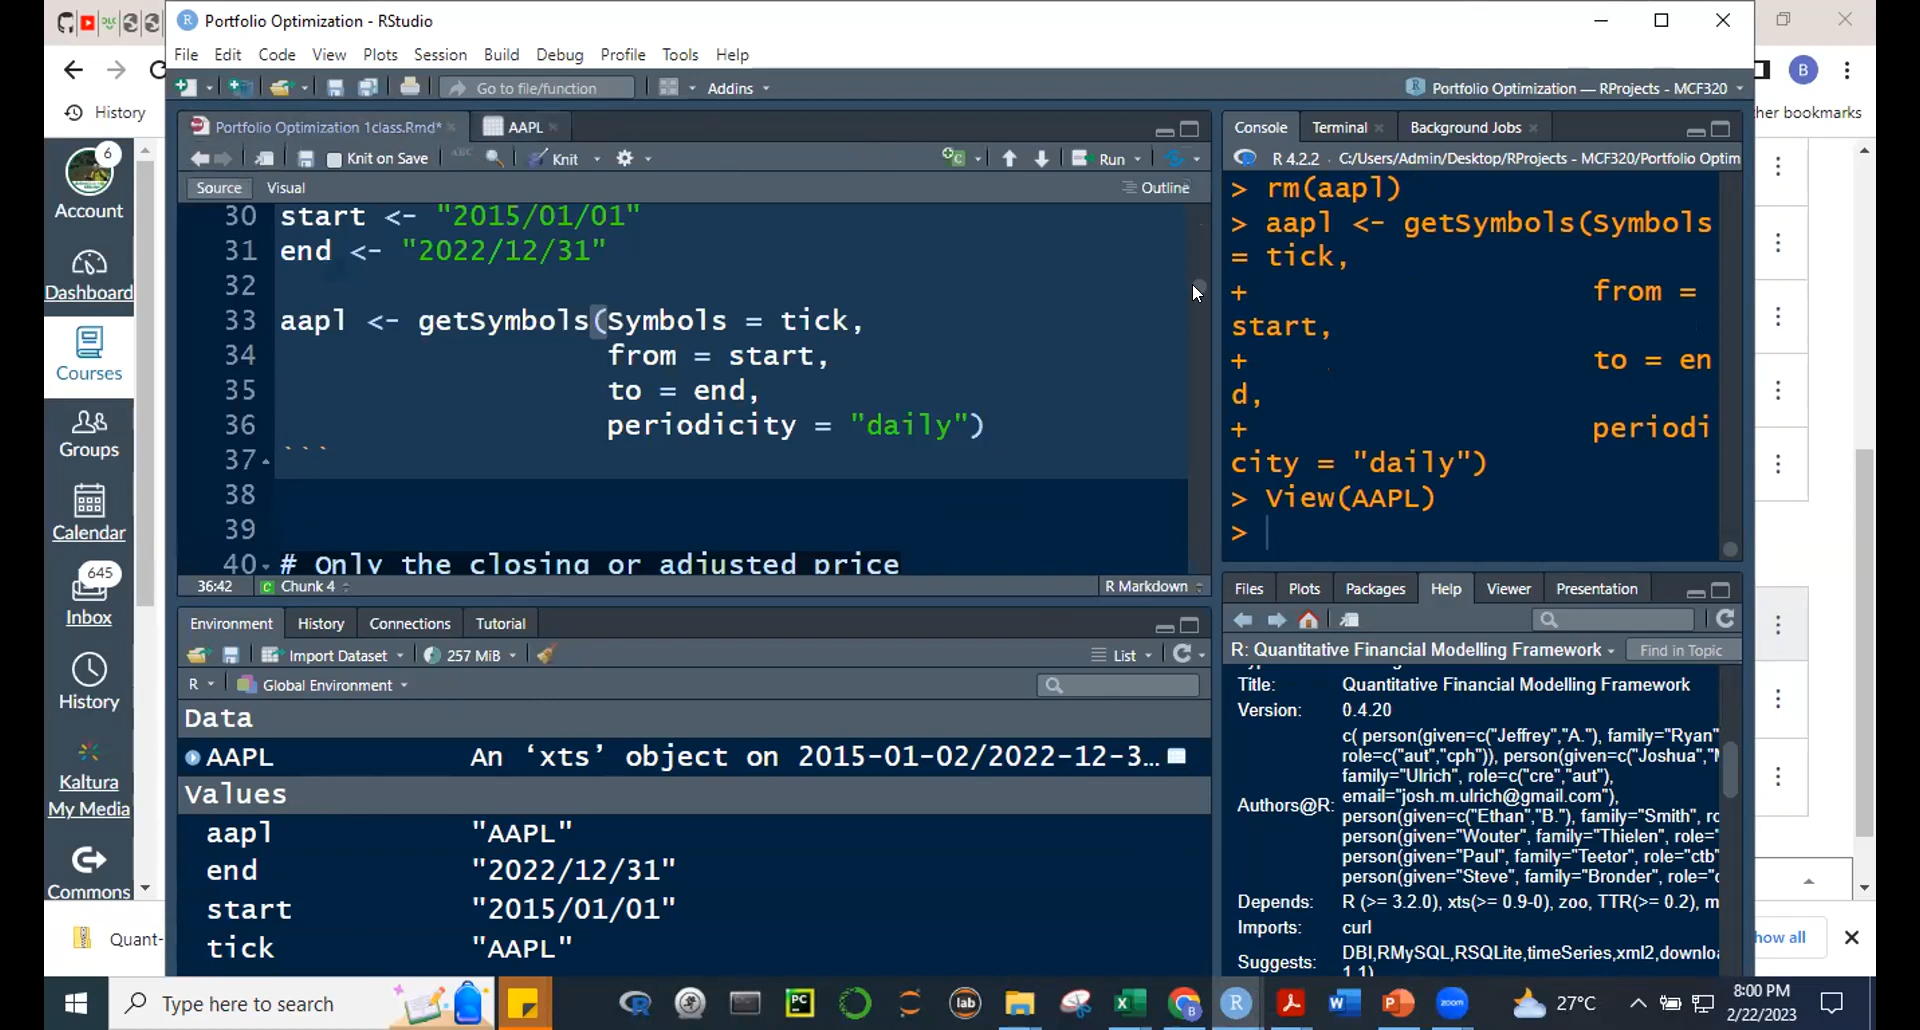 Portfolio Optimization - RStudio
File Edit Code View Plots Session Build Debug Profile Tools Help
Go to file/function Addins
Portfolio Optimization — RProjects - MCF320
History
her bookmarks
B
6
Account
Dashboard
Courses
Groups
Calendar
645
Inbox
History
Kaltura
My Media
Commons
Portfolio Optimization 1class.Rmd*
AAPL
Knit on Save
ABC
Knit
Run
Source
Visual
Outline
30 start <- "2015/01/01"
31 end <- "2022/12/31"
32
33 aapl <- getSymbols(Symbols = tick,
34 from = start,
35 to = end,
36 periodicity = "daily")
37 ```
38
39
40 # Only the closing or adjusted price
36:42
Chunk 4
R Markdown
Console Terminal Background Jobs
R 4.2.2 · C:/Users/Admin/Desktop/RProjects - MCF320/Portfolio Optim
> rm(aapl)
> aapl <- getSymbols(Symbols
= tick,
+ from =
start,
+ to = en
d,
+ periodi
city = "daily")
> View(AAPL)
>
Environment History Connections Tutorial
Import Dataset
257 MiB
List
R
Global Environment
Data
AAPL An ‘xts’ object on 2015-01-02/2022-12-3…
Values
aapl "AAPL"
end "2022/12/31"
start "2015/01/01"
tick "AAPL"
Files Plots Packages Help Viewer Presentation
R: Quantitative Financial Modelling Framework
Find in Topic
Title: Quantitative Financial Modelling Framework
Version: 0.4.20
Authors@R:
c( person(given=c("Jeffrey","A."), family="Ryan"
role=c("aut","cph")), person(given=c("Joshua","M
family="Ulrich", role=c("cre","aut"),
email="josh.m.ulrich@gmail.com"),
person(given=c("Ethan","B."), family="Smith", ro
person(given="Wouter", family="Thielen", role="
person(given="Paul", family="Teetor", role="ctb"
person(given="Steve", family="Bronder", role="c
Depends: R (>= 3.2.0), xts(>= 0.9-0), zoo, TTR(>= 0.2), m
Imports: curl
Suggests: DBI,RMySQL,RSQLite,timeSeries,xml2,downloa
1.1)
Quant-
how all
Type here to search
PC
lab
R
zoom
27°C
8:00 PM
2/22/2023